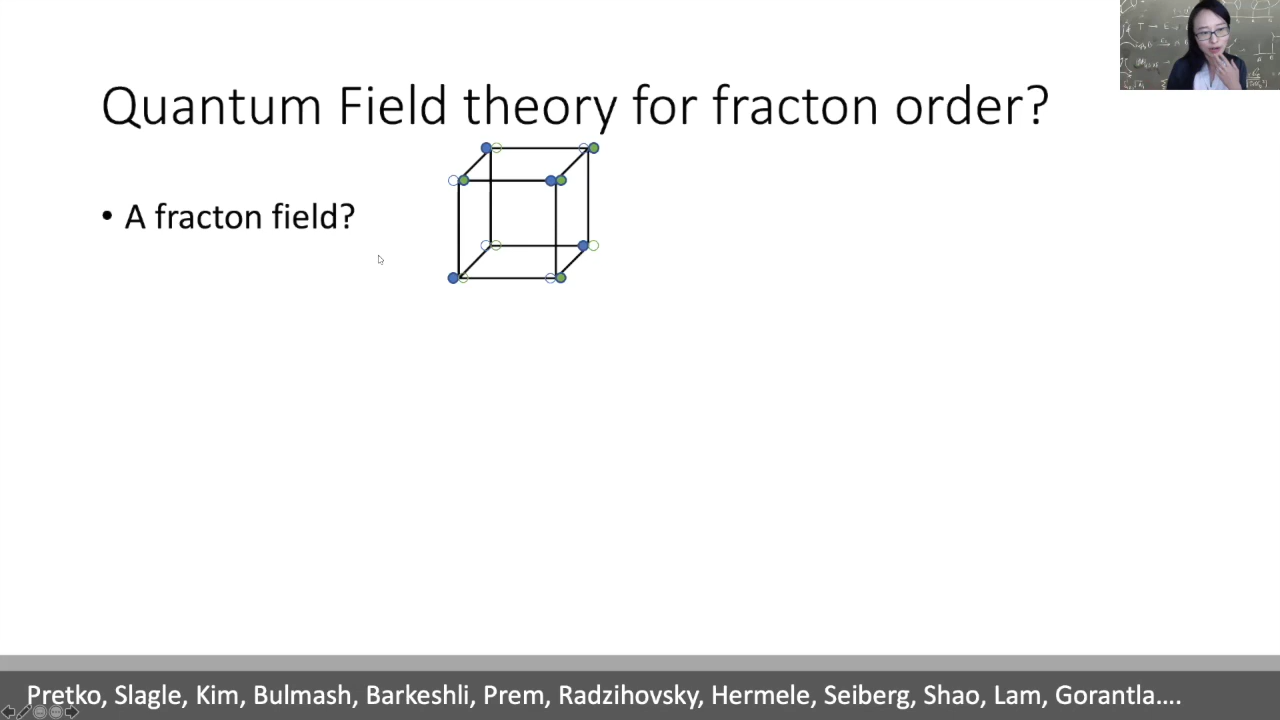 Quantum Field theory for fracton order?
• A fracton field?
Pretko, Slagle, Kim, Bulmash, Barkeshli, Prem, Radzihovsky, Hermele, Seiberg, Shao, Lam, Gorantla....